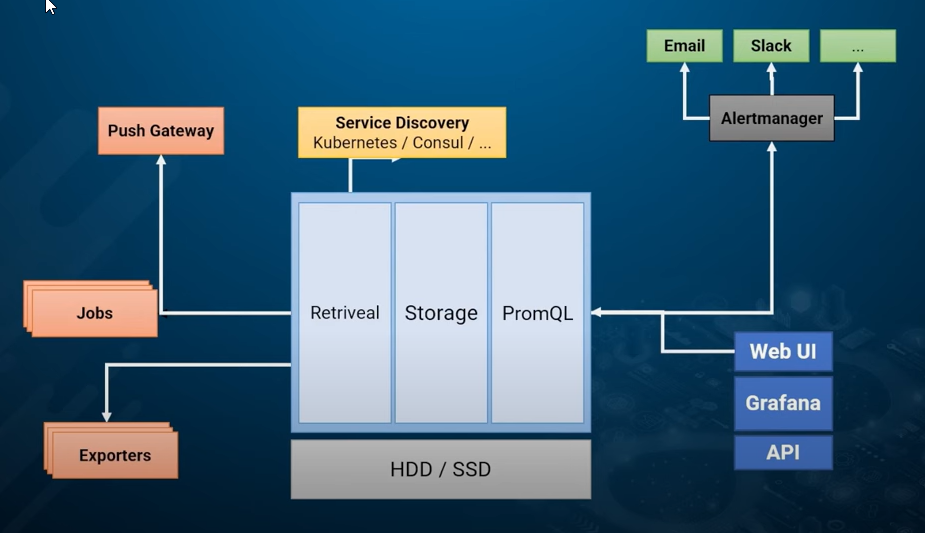 Email
Slack
...
Alertmanager
Push Gateway
Service Discovery
Kubernetes / Consul / ...
Jobs
Retriveal
Storage
PromQL
Web UI
Grafana
API
Exporters
HDD / SSD